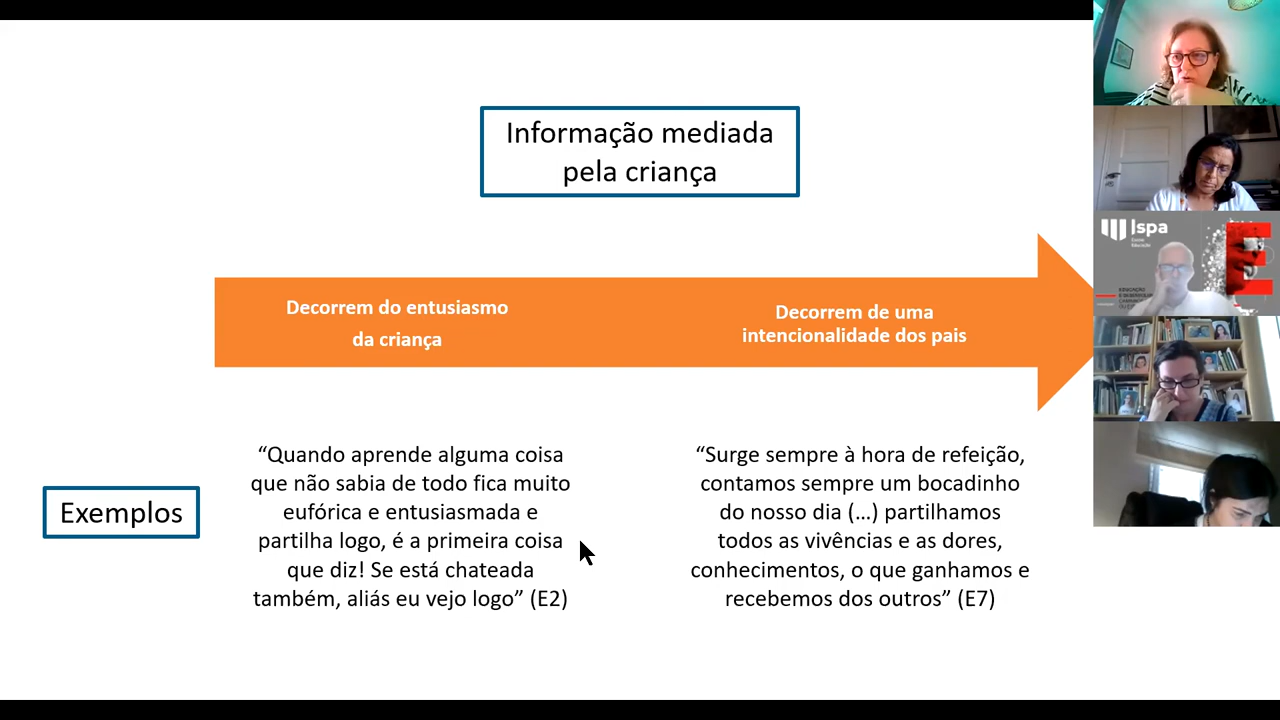 Informação mediada
pela criança
Decorrem do entusiasmo
da criança
Decorrem de uma
intencionalidade dos pais
Exemplos
“Quando aprende alguma coisa
que não sabia de todo fica muito
eufórica e entusiasmada e
partilha logo, é a primeira coisa
que diz! Se está chateada
também, aliás eu vejo logo” (E2)
“Surge sempre à hora de refeição,
contamos sempre um bocadinho
do nosso dia (…) partilhamos
todos as vivências e as dores,
conhecimentos, o que ganhamos e
recebemos dos outros” (E7)
Ispa